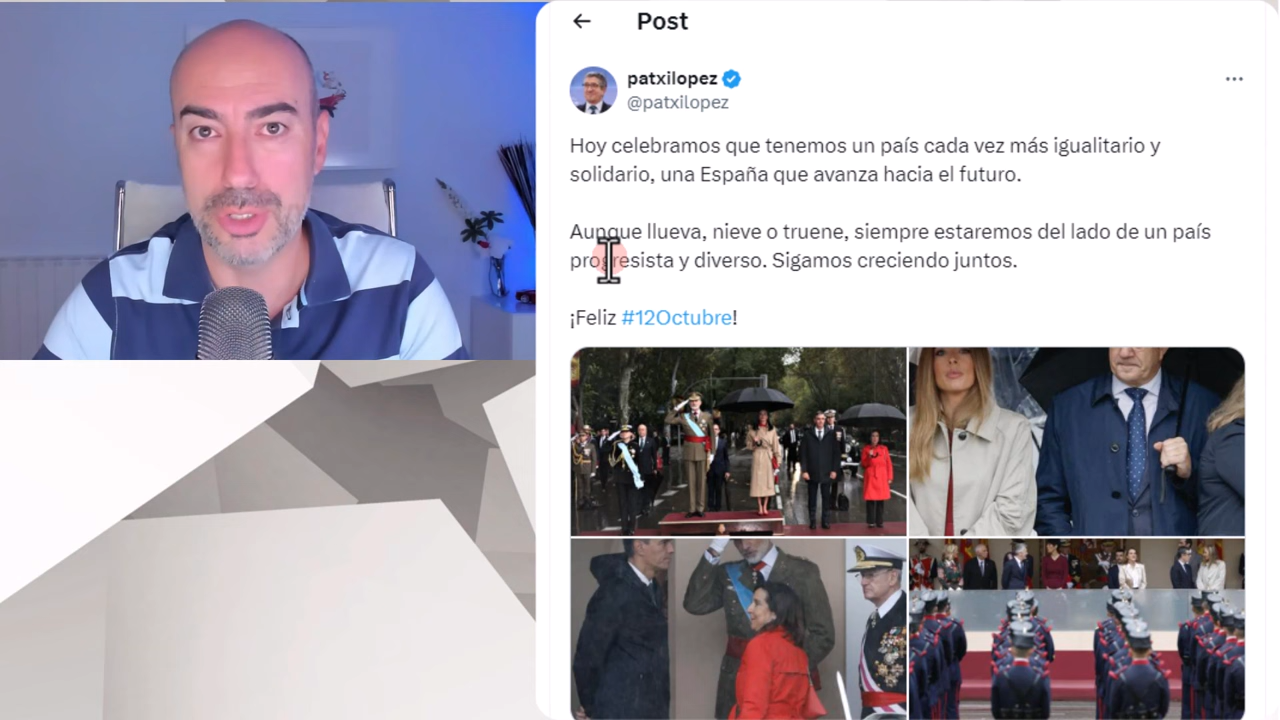 Post
patxilopez
@patxilopez
Hoy celebramos que tenemos un país cada vez más igualitario y
solidario, una España que avanza hacia el futuro.
Aunque llueva, nieve o truene, siempre estaremos del lado de un país
progresista y diverso. Sigamos creciendo juntos.
¡Feliz #12Octubre!